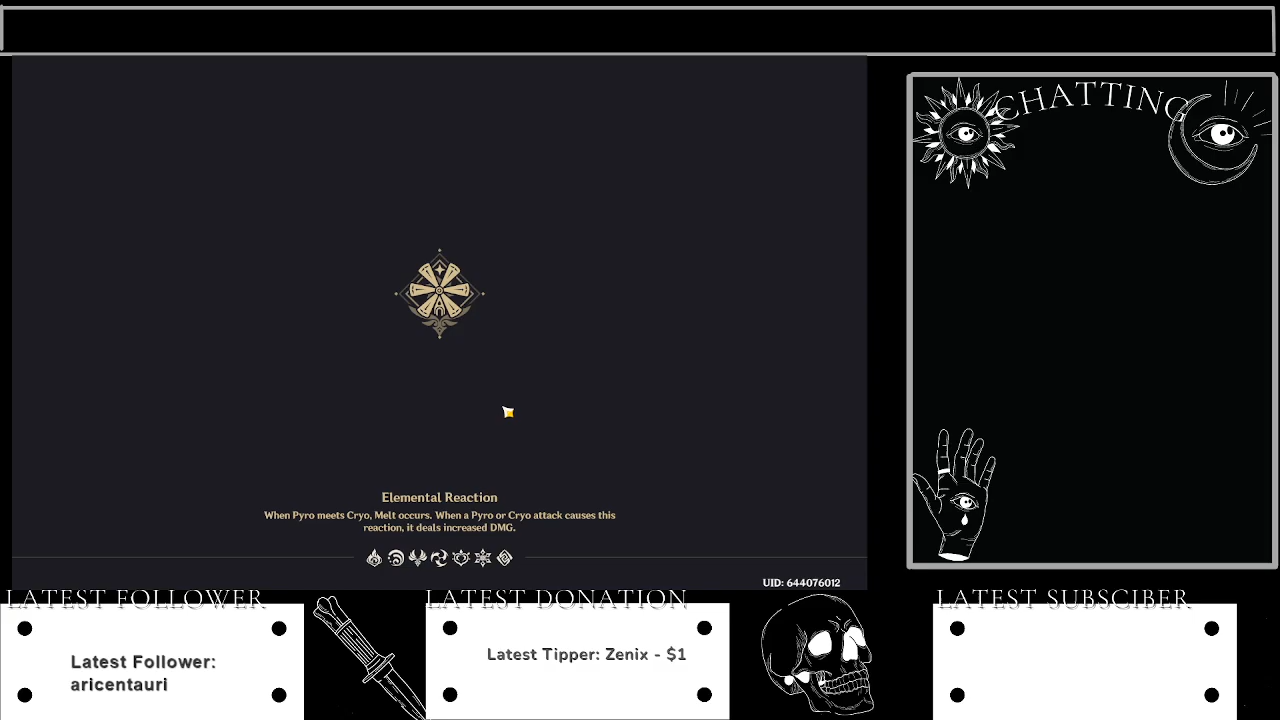 CHATTING
Elemental Reaction
When Pyro meets Cryo, Melt occurs. When a Pyro or Cryo attack causes this
reaction, it deals increased DMG.
UID: 644076012
LATEST FOLLOWER
Latest Follower:
aricentauri
LATEST DONATION
Latest Tipper: Zenix - $1
LATEST SUBSCIBER